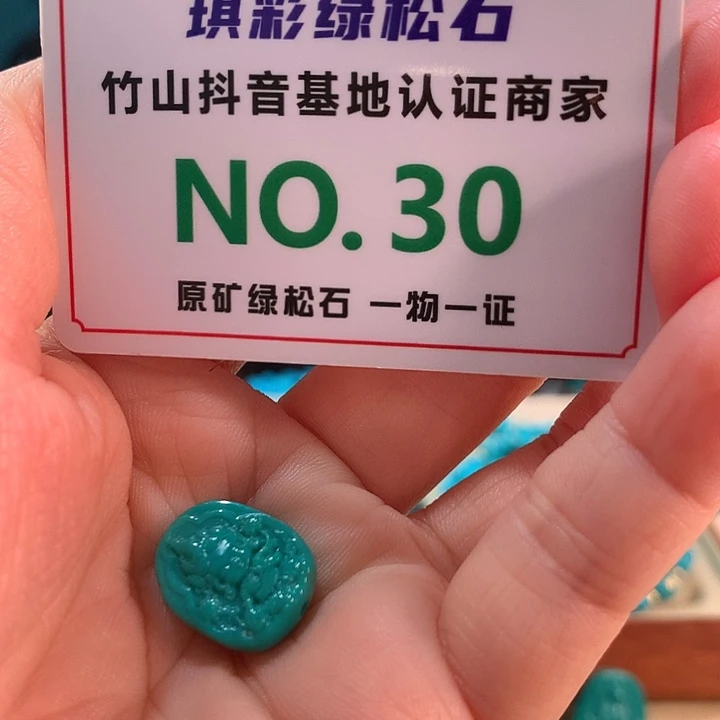 琪彩绿松石
竹山抖音基地认证商家
NO. 30
原矿绿松石 一物一证